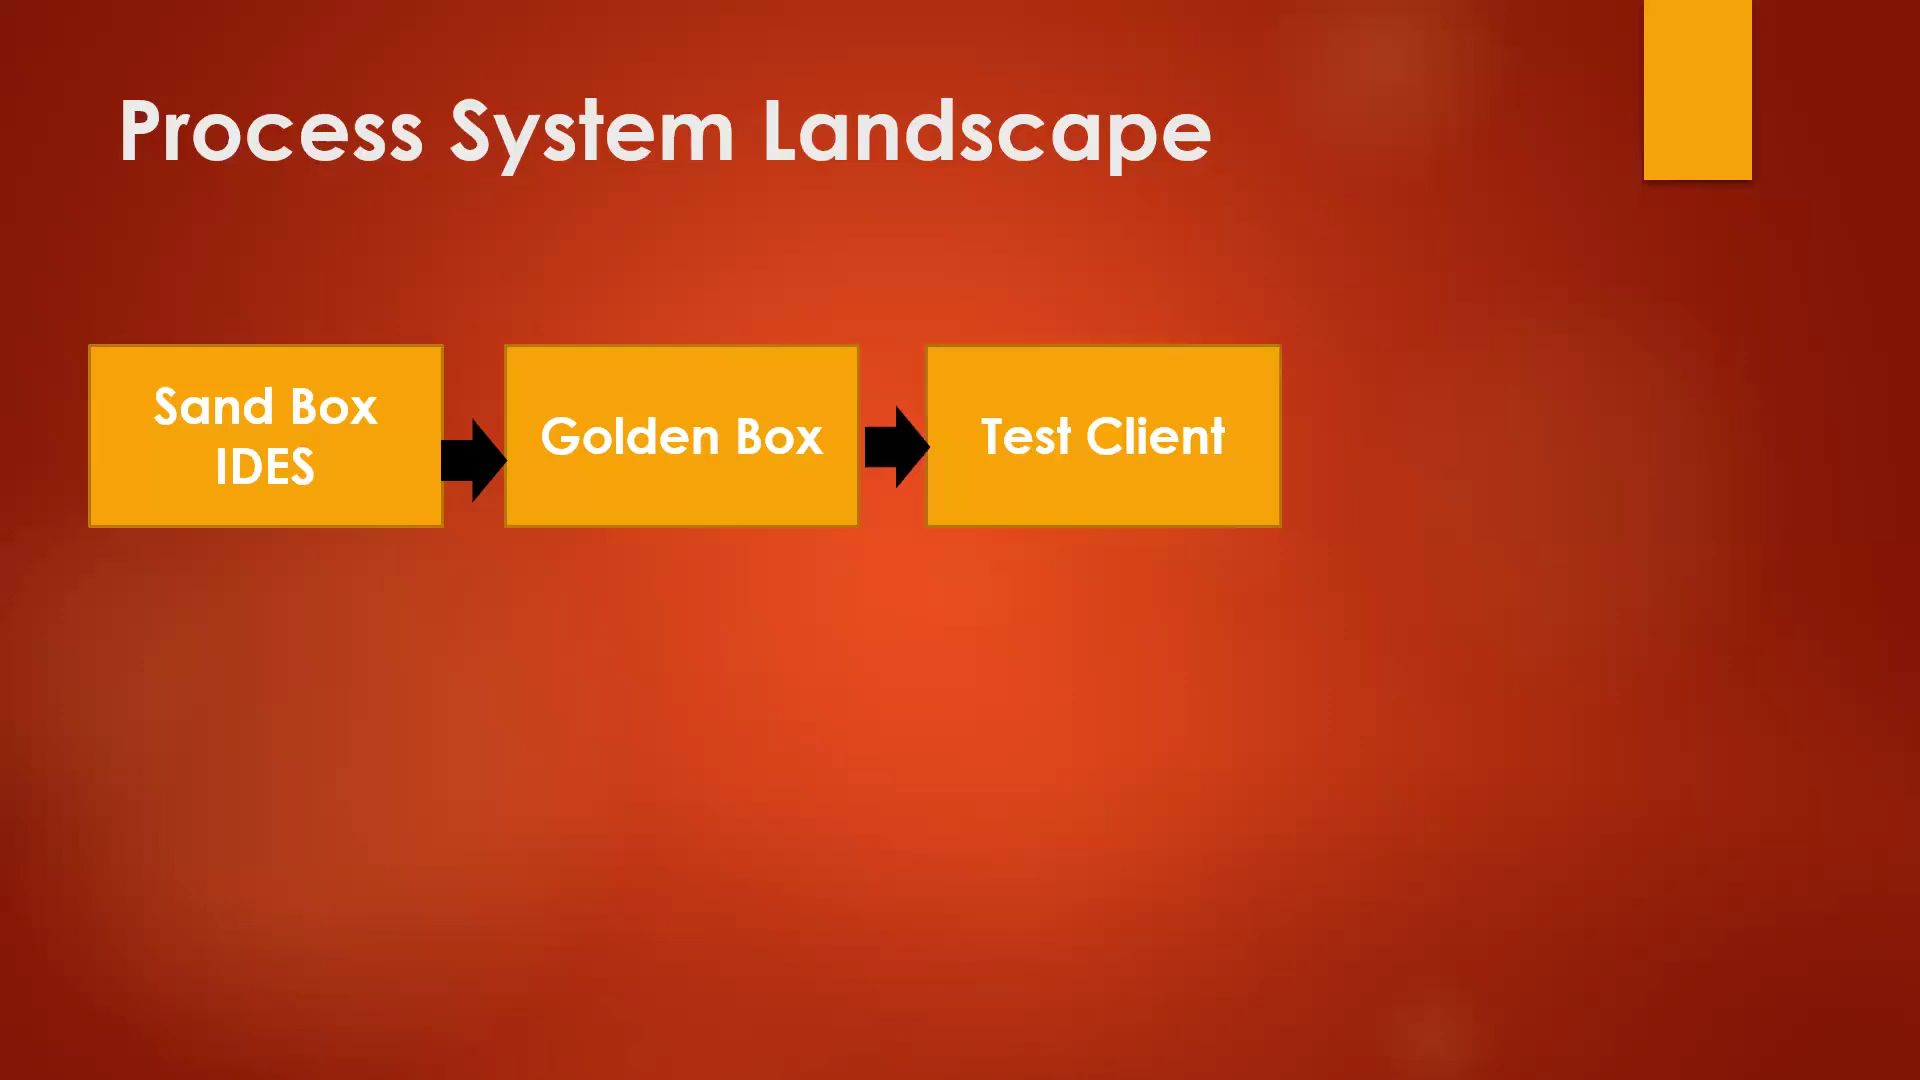 Process System Landscape
Sand Box
IDES
Golden Box
Test Client